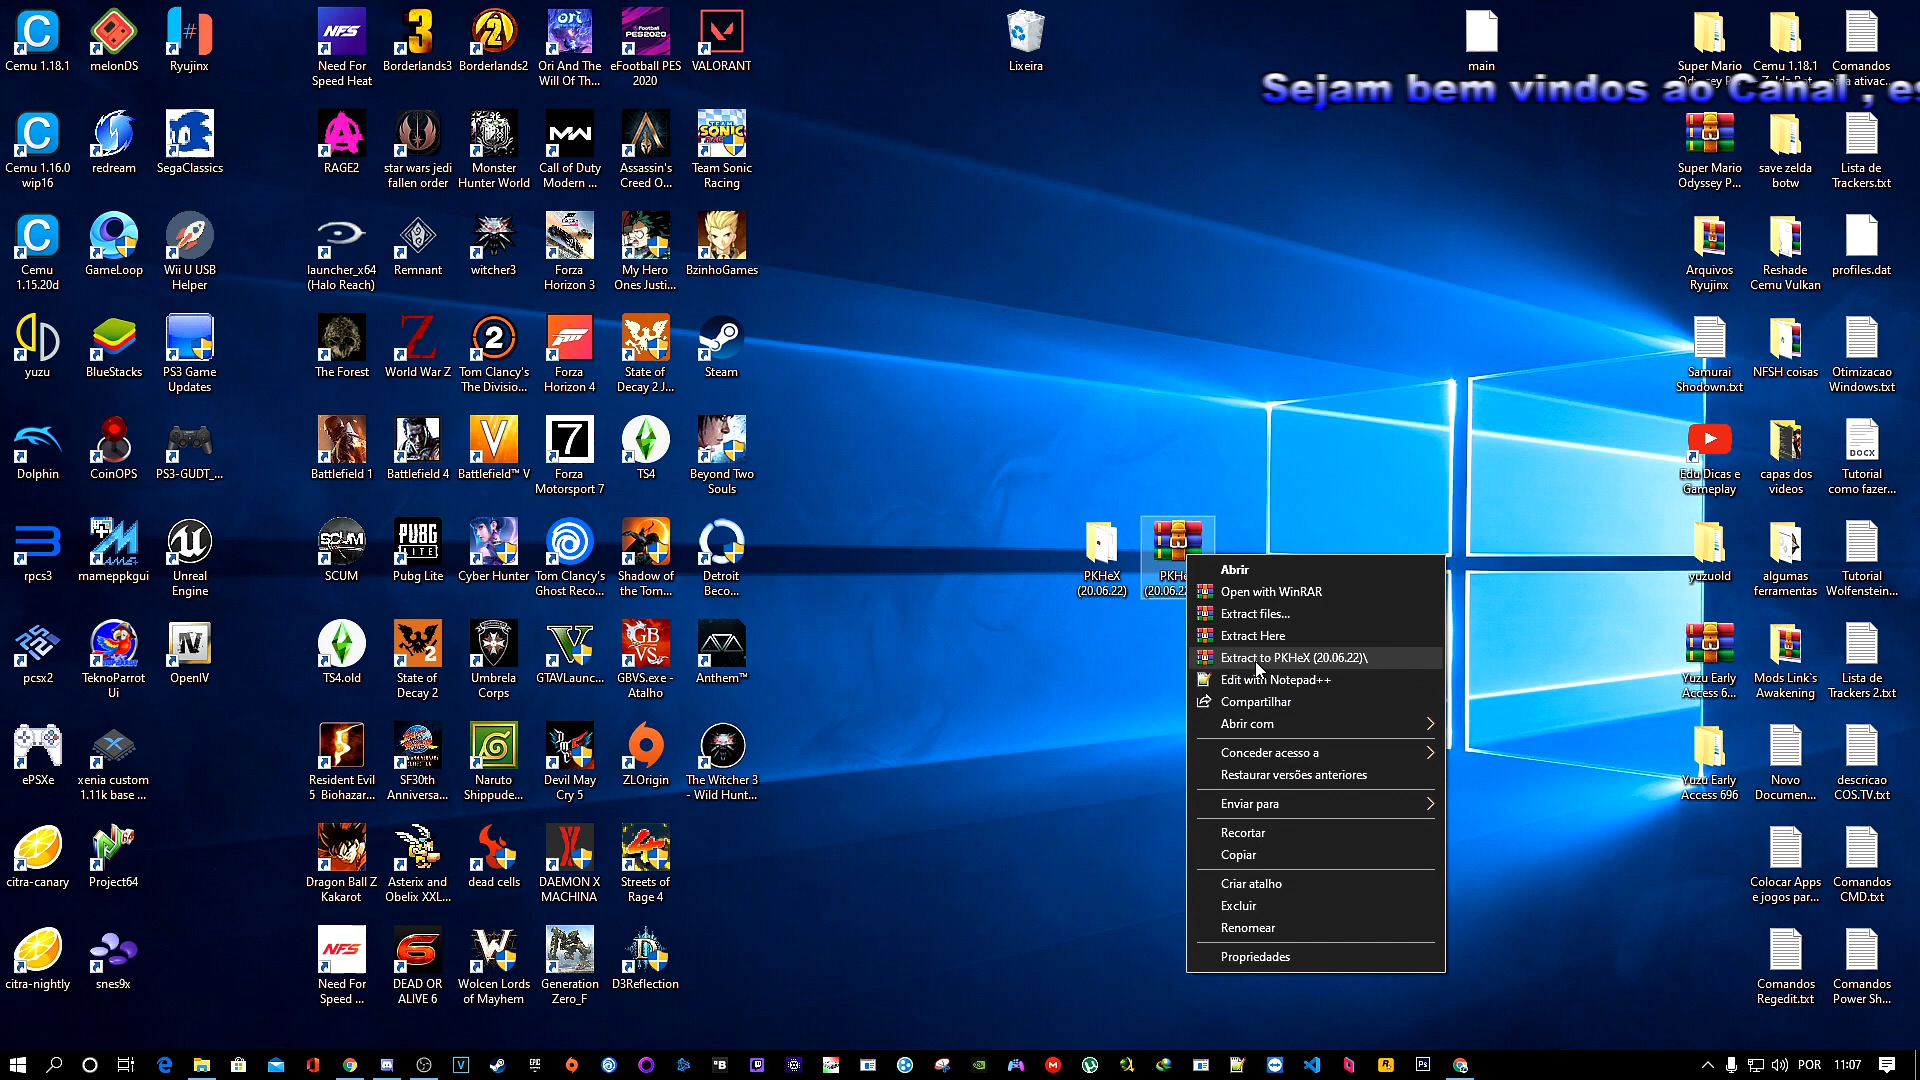 Cemu 1.18.1
melonDS
Ryujinx
Need For
Speed Heat
Borderlands3
Borderlands2
Ori And The
Will Of Th...
eFootball PES
2020
VALORANT
Lixeira
main
Super Mario
Cemu 1.18.1
Comandos
Sejam bem vindos ao Canal , es
Cemu 1.16.0
wip16
redream
SegaClassics
RAGE2
star wars jedi
fallen order
Monster
Hunter World
Call of Duty
Modern ...
Assassin's
Creed O...
Team Sonic
Racing
Super Mario
Odyssey P...
save zelda
botw
Lista de
Trackers.txt
Cemu
1.15.20d
GameLoop
Wii U USB
Helper
launcher_x64
(Halo Reach)
Remnant
witcher3
Forza
Horizon 3
My Hero
Ones Justi...
BzinhoGames
Arquivos
Ryujinx
Reshade
Cemu Vulkan
profiles.dat
yuzu
BlueStacks
PS3 Game
Updates
The Forest
World War Z
Tom Clancy's
The Divisio...
Forza
Horizon 4
State of
Decay 2 J...
Steam
Samurai
Shodown.txt
NFSH coisas
Otimizacao
Windows.txt
Dolphin
CoinOPS
PS3-GUDT_...
Battlefield 1
Battlefield 4
Battlefield™ V
Forza
Motorsport 7
TS4
Beyond Two
Souls
Edu Dicas e
Gameplay
capas dos
videos
Tutorial
como fazer...
rpcs3
mameppkgui
Unreal
Engine
SCUM
Pubg Lite
Cyber Hunter
Tom Clancy's
Ghost Reco...
Shadow of
the Tom...
Detroit
Beco...
PKHeX
(20.06.22)
PKHe
(20.06.22
yuzuold
algumas
ferramentas
Tutorial
Wolfenstein...
Abrir
Open with WinRAR
Extract files...
Extract Here
Extract to PKHeX (20.06.22)\
Edit with Notepad++
Compartilhar
Abrir com
Conceder acesso a
Restaurar versões anteriores
Enviar para
Recortar
Copiar
Criar atalho
Excluir
Renomear
Propriedades
pcsx2
TeknoParrot
Ui
OpenIV
TS4.old
State of
Decay 2
Umbrella
Corps
GTAVLaunc...
GBVS.exe -
Atalho
Anthem™
Yuzu Early
Access 6...
Mods Link`s
Awakening
Lista de
Trackers 2.txt
ePSXe
xenia custom
1.11k base ...
Resident Evil
5 Biohazar...
SF30th
Anniversa...
Naruto
Shippude...
Devil May
Cry 5
ZLOrigin
The Witcher 3
- Wild Hunt...
Yuzu Early
Access 696
Novo
Documen...
descricao
COS.TV.txt
citra-canary
Project64
Dragon Ball Z
Kakarot
Asterix and
Obelix XXL...
dead cells
DAEMON X
MACHINA
Streets of
Rage 4
Colocar Apps
e jogos par...
Comandos
CMD.txt
citra-nightly
snes9x
Need For
Speed ...
DEAD OR
ALIVE 6
Wolcen Lords
of Mayhem
Generation
Zero_F
D3Reflection
Comandos
Regedit.txt
Comandos
Power Sh...
POR
11:07